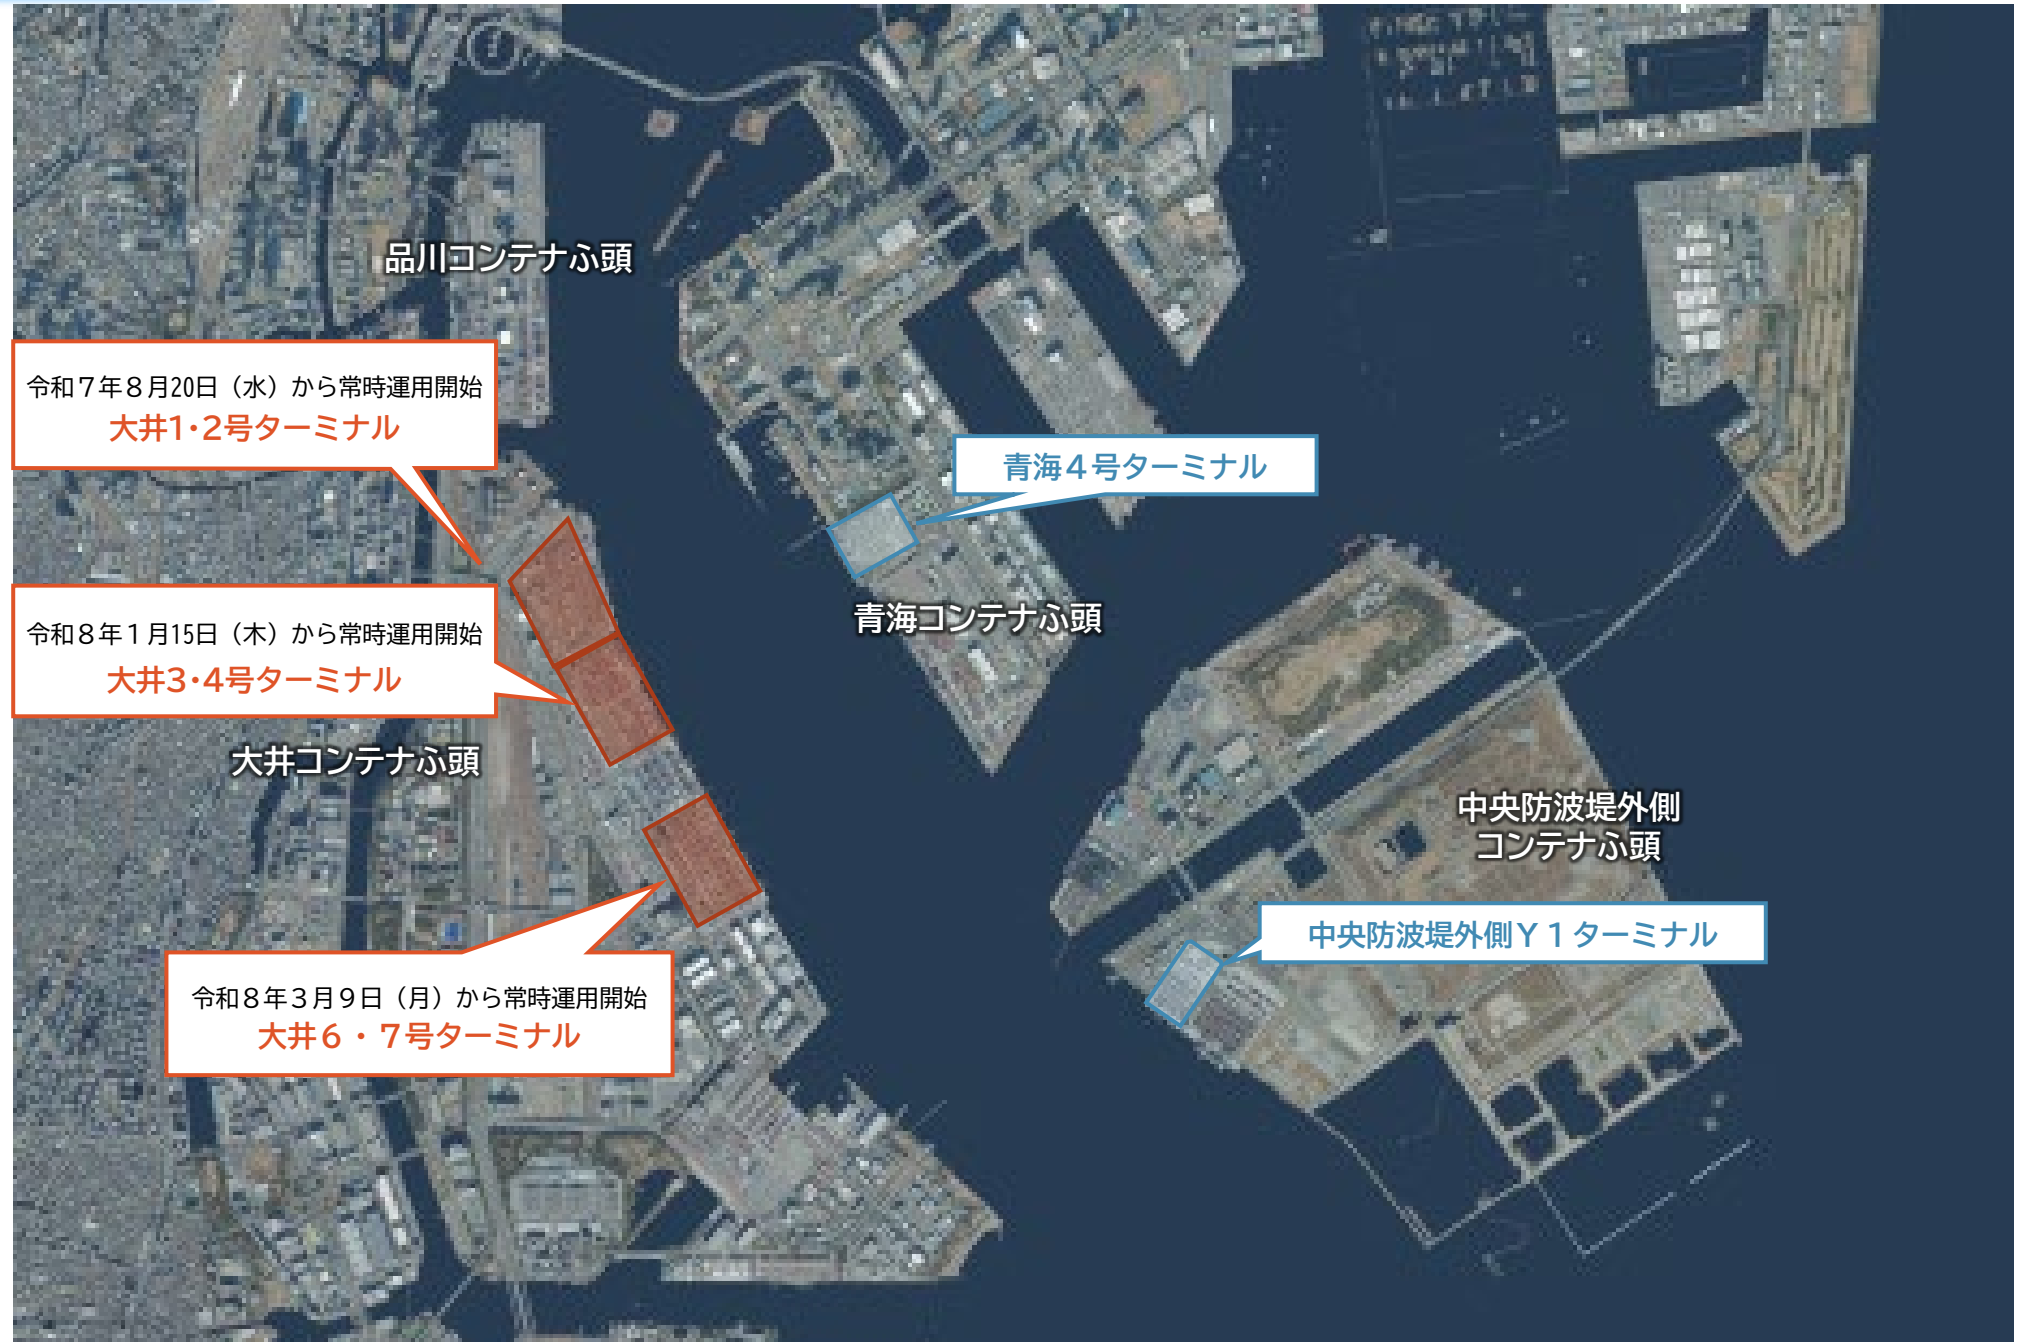 品川コンテナふ頭
令和７年８月20日（水）から常時運用開始
大井1・2号ターミナル
青海４号ターミナル
令和８年１月15日（木）から常時運用開始
大井3・4号ターミナル
青海コンテナふ頭
大井コンテナふ頭
中央防波堤外側
コンテナふ頭
中央防波堤外側Ｙ１ターミナル
令和８年３月９日（月）から常時運用開始
大井６・７号ターミナル